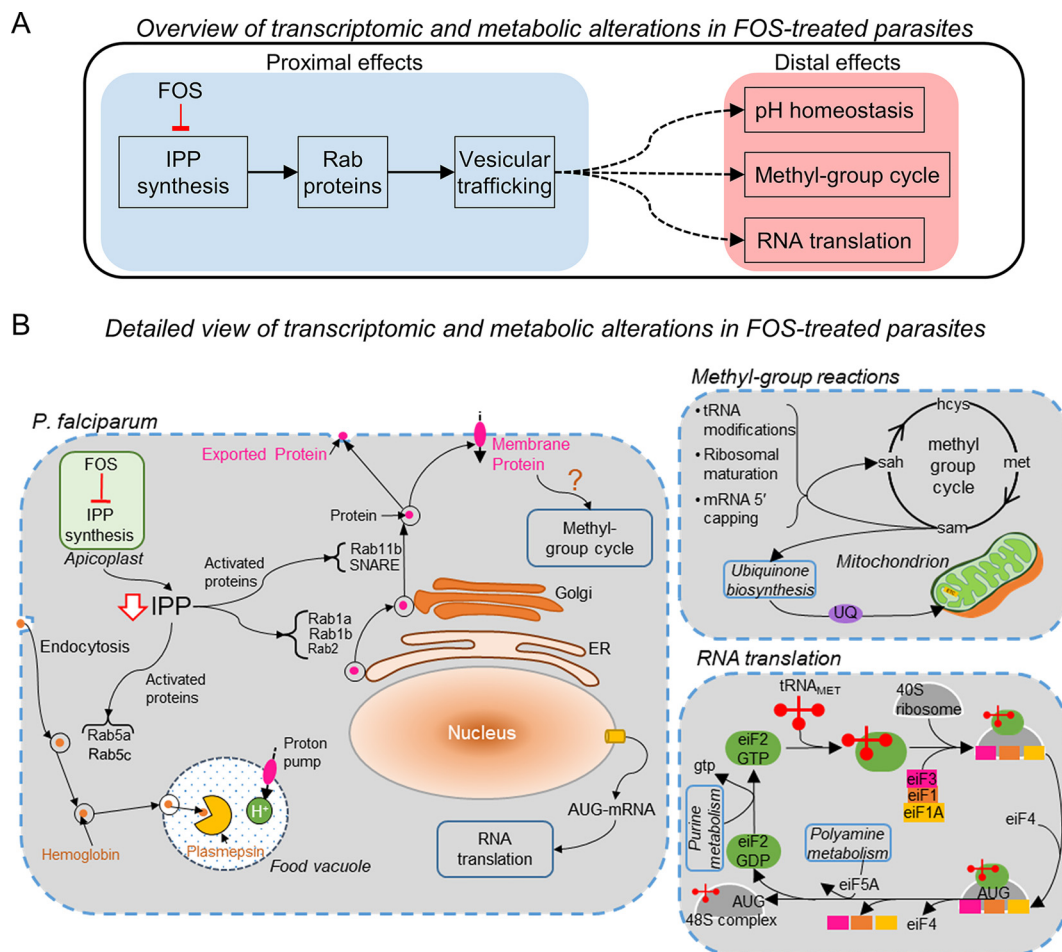 A
Overview of transcriptomic and metabolic alterations in FOS-treated parasites
Proximal effects
Distal effects
FOS
IPP
synthesis
Rab
proteins
Vesicular
trafficking
pH homeostasis
Methyl-group cycle
RNA translation
B
Detailed view of transcriptomic and metabolic alterations in FOS-treated parasites
P. falciparum
FOS
IPP
synthesis
Apicoplast
IPP
Endocytosis
Activated
proteins
Rab5a
Rab5c
Hemoglobin
Activated
proteins
Rab11b
SNARE
Rab1a
Rab1b
Rab2
Exported Protein
i
Membrane
Protein
?
Protein
Methyl-
group cycle
Golgi
ER
Nucleus
Proton
pump
H+
Plasmepsin
Food vacuole
AUG-mRNA
RNA
translation
Methyl-group reactions
• tRNA
modifications
• Ribosomal
maturation
• mRNA 5′
capping
hcys
sah
methyl
group
cycle
met
sam
Ubiquinone
biosynthesis
Mitochondrion
UQ
RNA translation
tRNAMET
40S
ribosome
eiF2
GTP
gtp
eiF3
eiF1
eiF1A
Purine
metabolism
eiF2
GDP
Polyamine
metabolism
eiF4
eiF5A
AUG
AUG
48S complex
eiF4